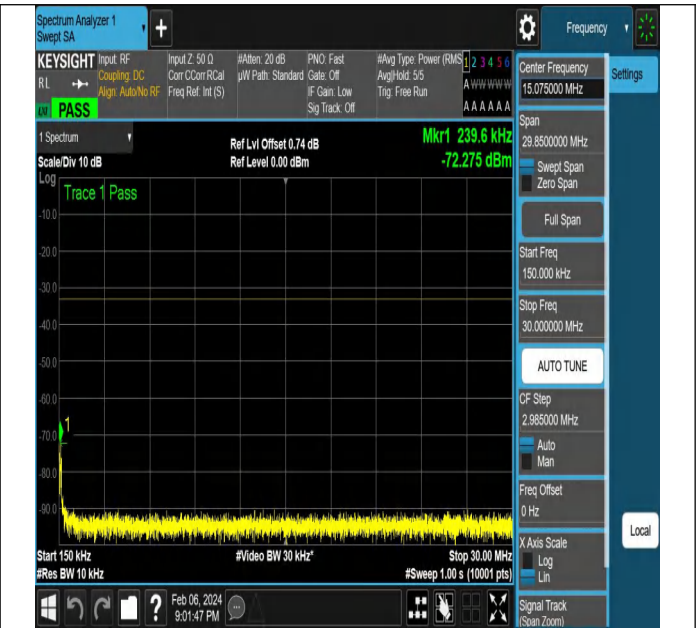 Spectrum Analyzer 1
Swept SA
Frequency
KEYSIGHT Input: RF
Coupling: DC
Align: Auto/No RF
Input Z: 50 Ω
Corr CCorr RCal
Freq Ref: Int (S)
#Atten: 20 dB
µW Path: Standard
PNO: Fast
Gate: Off
IF Gain: Low
Sig Track: Off
#Avg Type: Power (RMS
Avg|Hold: 5/5
Trig: Free Run
1 2 3 4 5 6
A W W W W W
A A A A A A
RL
PASS
1 Spectrum
Scale/Div 10 dB
Ref Lvl Offset 0.74 dB
Ref Level 0.00 dBm
Mkr1 239.6 kHz
-72.275 dBm
Log
Trace 1 Pass
-10.0
-20.0
-30.0
-40.0
-50.0
-60.0
-70.0
-80.0
-90.0
1
Start 150 kHz
#Res BW 10 kHz
#Video BW 30 kHz*
Stop 30.00 MHz
#Sweep 1.00 s (10001 pts)
Feb 06, 2024
9:01:47 PM
Center Frequency
15.075000 MHz
Settings
Span
29.8500000 MHz
Swept Span
Zero Span
Full Span
Start Freq
150.000 kHz
Stop Freq
30.000000 MHz
AUTO TUNE
CF Step
2.985000 MHz
Auto
Man
Freq Offset
0 Hz
Local
X Axis Scale
Log
Lin
Signal Track
(Span Zoom)